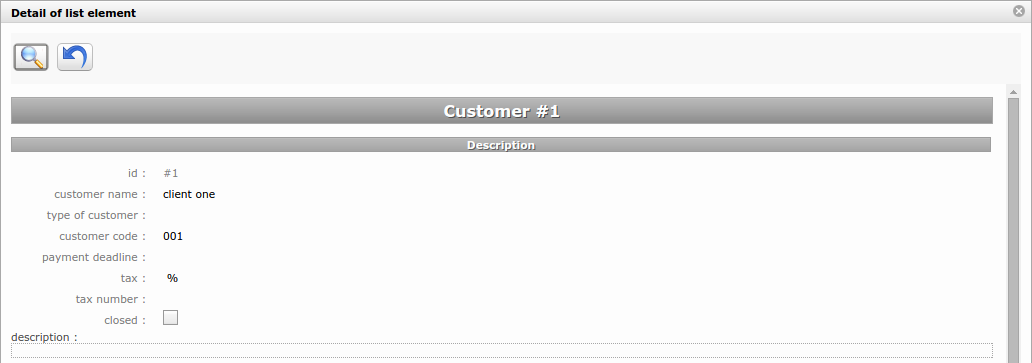 Detail of list element
Customer #1
Description
id : #1
customer name : client one
type of customer :
customer code : 001
payment deadline :
tax : %
tax number :
closed :
description :